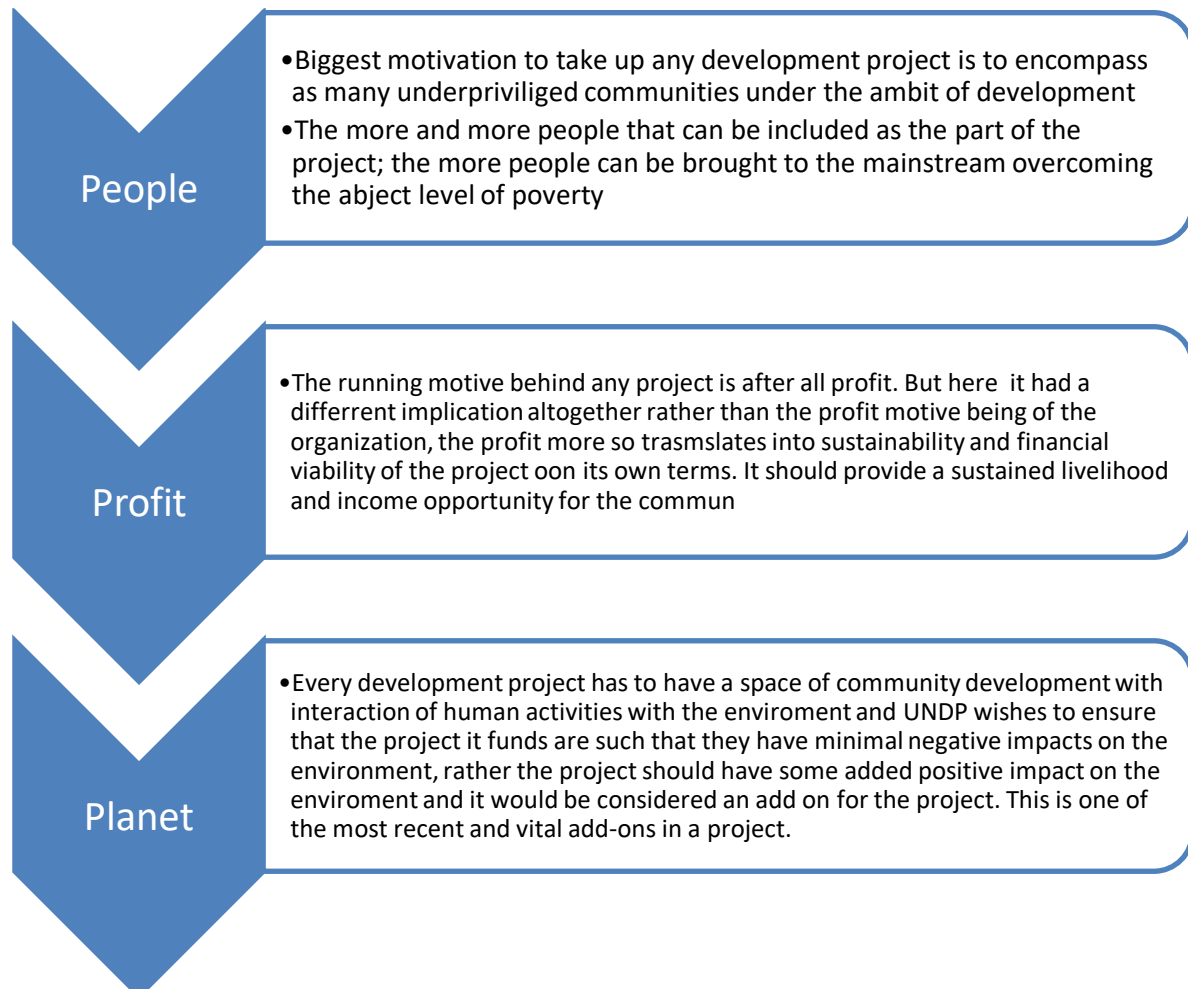 People
•Biggest motivation to take up any development project is to encompass
as many underpriviliged communities under the ambit of development
•The more and more people that can be included as the part of the
project; the more people can be brought to the mainstream overcoming
the abject level of poverty
Profit
•The running motive behind any project is after all profit. But here it had a
differrent implication altogether rather than the profit motive being of the
organization, the profit more so trasmslates into sustainability and financial
viability of the project oon its own terms. It should provide a sustained livelihood
and income opportunity for the commun
Planet
•Every development project has to have a space of community development with
interaction of human activities with the enviroment and UNDP wishes to ensure
that the project it funds are such that they have minimal negative impacts on the
environment, rather the project should have some added positive impact on the
enviroment and it would be considered an add on for the project. This is one of
the most recent and vital add-ons in a project.